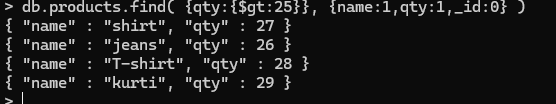 > db.products.find( {qty:{$gt:25}}, {name:1,qty:1,_id:0} )
{ "name" : "shirt", "qty" : 27 }
{ "name" : "jeans", "qty" : 26 }
{ "name" : "T-shirt", "qty" : 28 }
{ "name" : "kurti", "qty" : 29 }
>